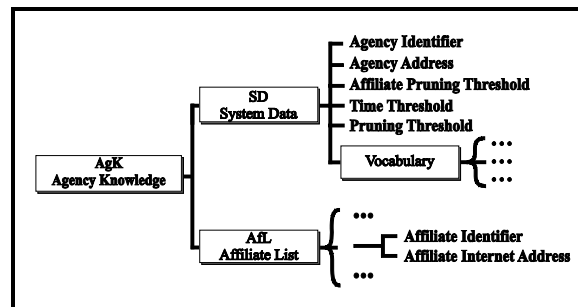 Agency Identifier
Agency Address
Affiliate Pruning Threshold
Time Threshold
Pruning Threshold
SD
System Data
Vocabulary
...
...
...
AgK
Agency Knowledge
AfL
Affiliate List
...
Affiliate Identifier
Affiliate Internet Address
...